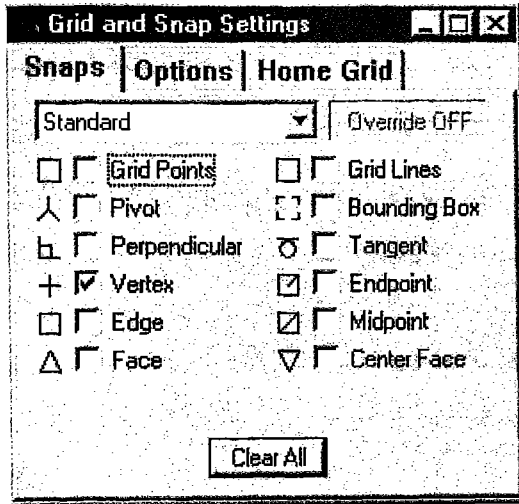 Grid and Snap Settings
Snaps Options Home Grid
Standard Override OFF
Grid Points Grid Lines
Pivot Bounding Box
Perpendicular Tangent
Vertex Endpoint
Edge Midpoint
Face Center Face
Clear All